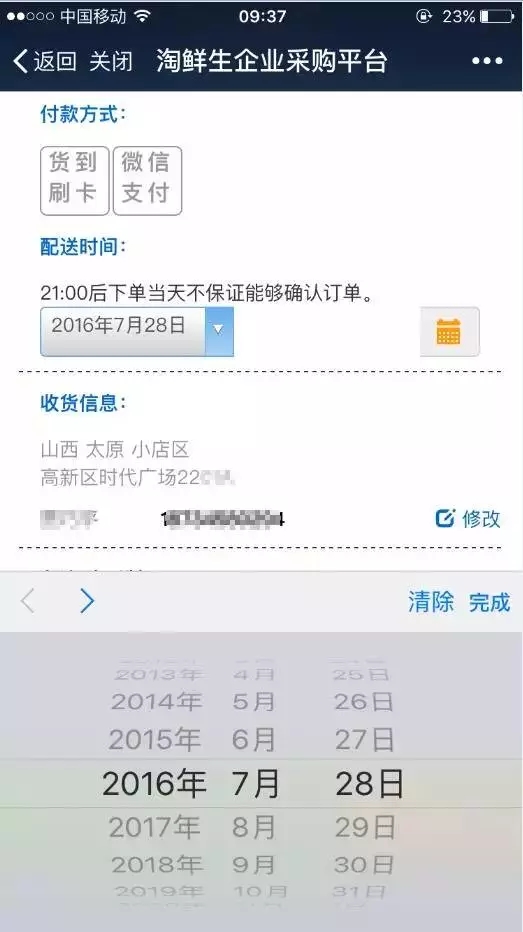 中国移动 09:37 23%
返回 关闭 淘鲜生企业采购平台
付款方式：
货到
刷卡
微信
支付
配送时间：
21:00后下单当天不保证能够确认订单。
2016年7月28日
收货信息：
山西 太原 小店区
高新区时代广场22
修改
清除 完成
2013年 4月 25日
2014年 5月 26日
2015年 6月 27日
2016年 7月 28日
2017年 8月 29日
2018年 9月 30日
2019年 10月 31日